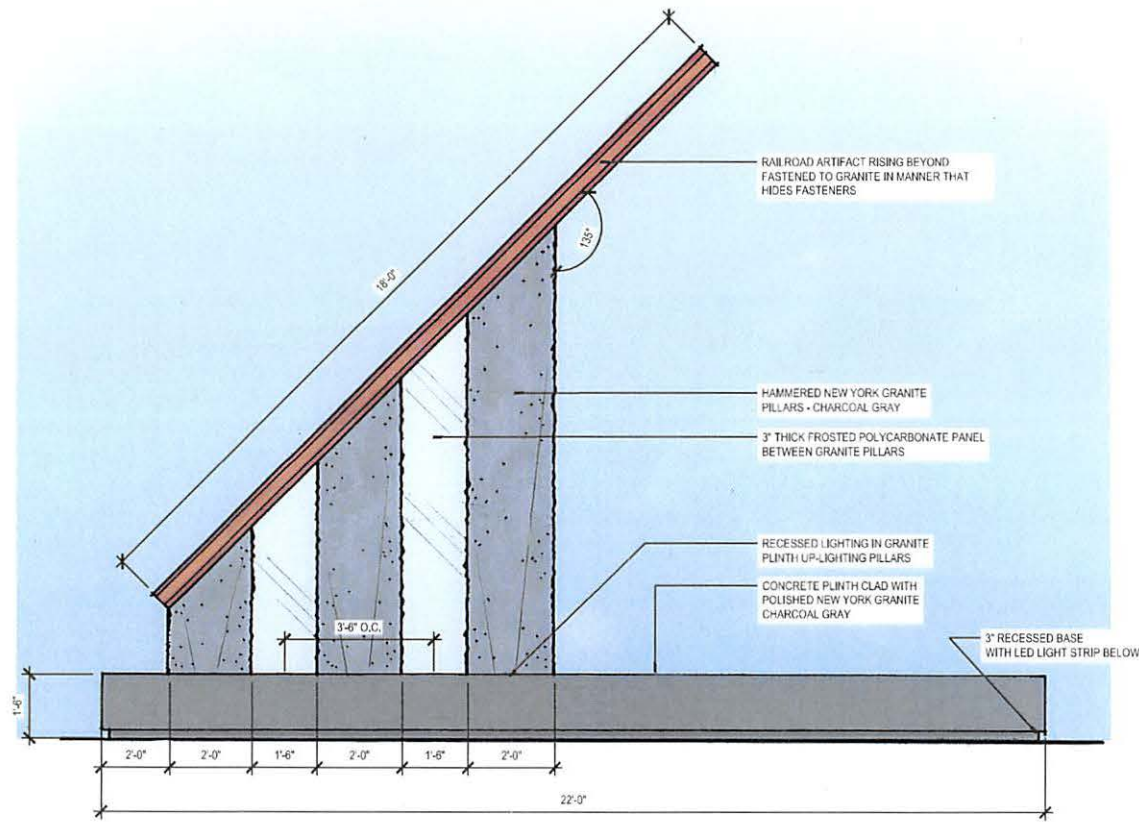 18'-0"
RAILROAD ARTIFACT RISING BEYOND
FASTENED TO GRANITE IN MANNER THAT
HIDES FASTENERS
135°
HAMMERED NEW YORK GRANITE
PILLARS - CHARCOAL GRAY
3" THICK FROSTED POLYCARBONATE PANEL
BETWEEN GRANITE PILLARS
RECESSED LIGHTING IN GRANITE
PLINTH UP-LIGHTING PILLARS
CONCRETE PLINTH CLAD WITH
POLISHED NEW YORK GRANITE
CHARCOAL GRAY
3'-6" O.C.
3" RECESSED BASE
WITH LED LIGHT STRIP BELOW
1'-6"
2'-0" 2'-0" 1'-6" 2'-0" 1'-6" 2'-0"
22'-0"